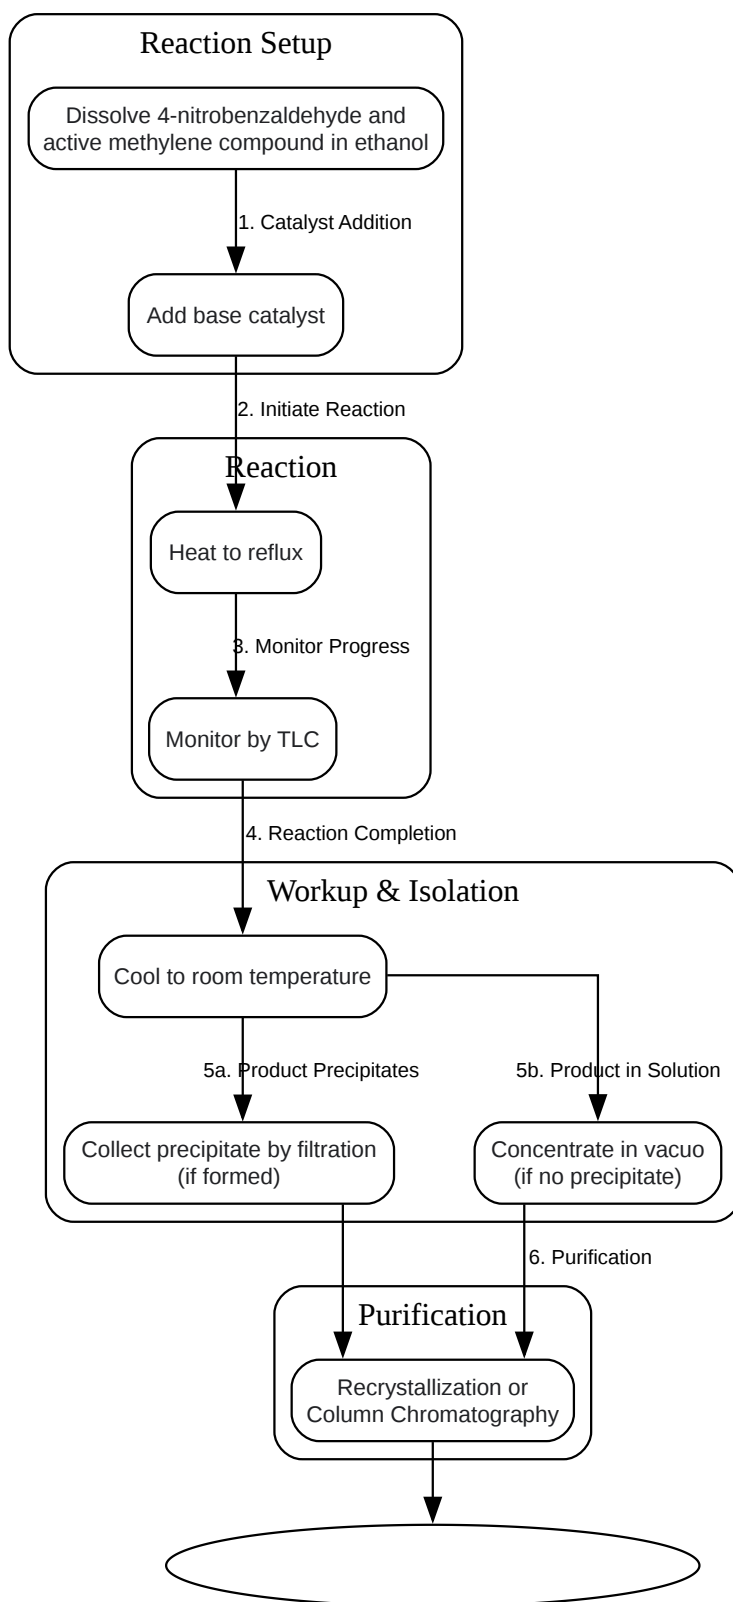 Reaction Setup
Dissolve 4-nitrobenzaldehyde and
active methylene compound in ethanol
1. Catalyst Addition
Add base catalyst
2. Initiate Reaction
Reaction
Heat to reflux
3. Monitor Progress
Monitor by TLC
4. Reaction Completion
Workup & Isolation
Cool to room temperature
5a. Product Precipitates
5b. Product in Solution
Collect precipitate by filtration
(if formed)
Concentrate in vacuo
(if no precipitate)
6. Purification
Purification
Recrystallization or
Column Chromatography